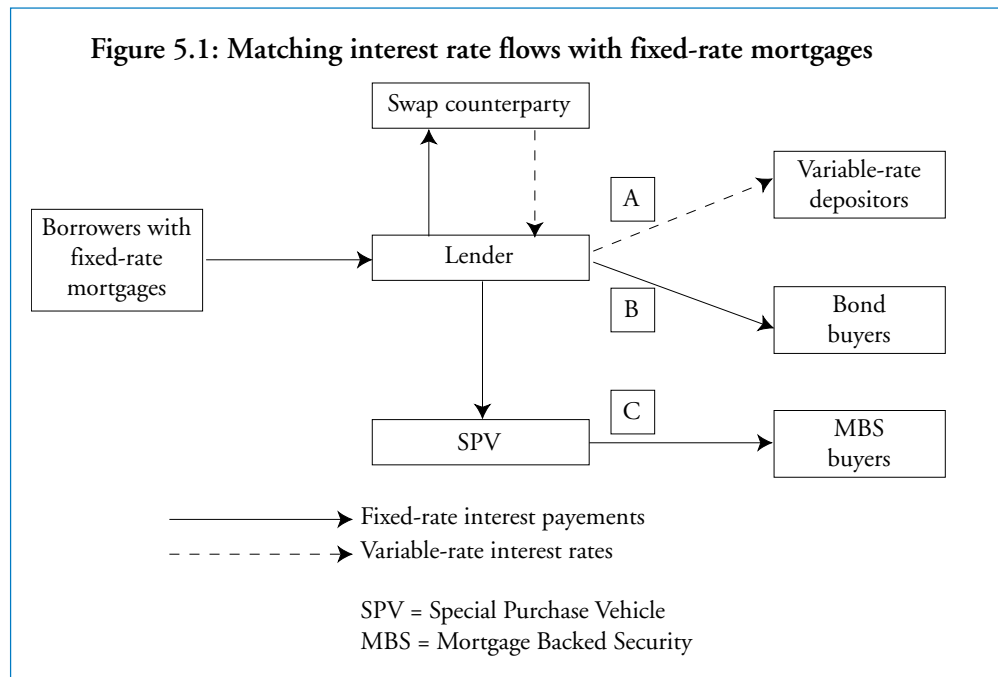 Figure 5.1: Matching interest rate flows with fixed-rate mortgages
Swap counterparty
Variable-rate
depositors
A
Borrowers with
fixed-rate
mortgages
Lender
B
Bond
buyers
C
SPV
MBS
buyers
Fixed-rate interest payements
Variable-rate interest rates
SPV = Special Purchase Vehicle
MBS = Mortgage Backed Security